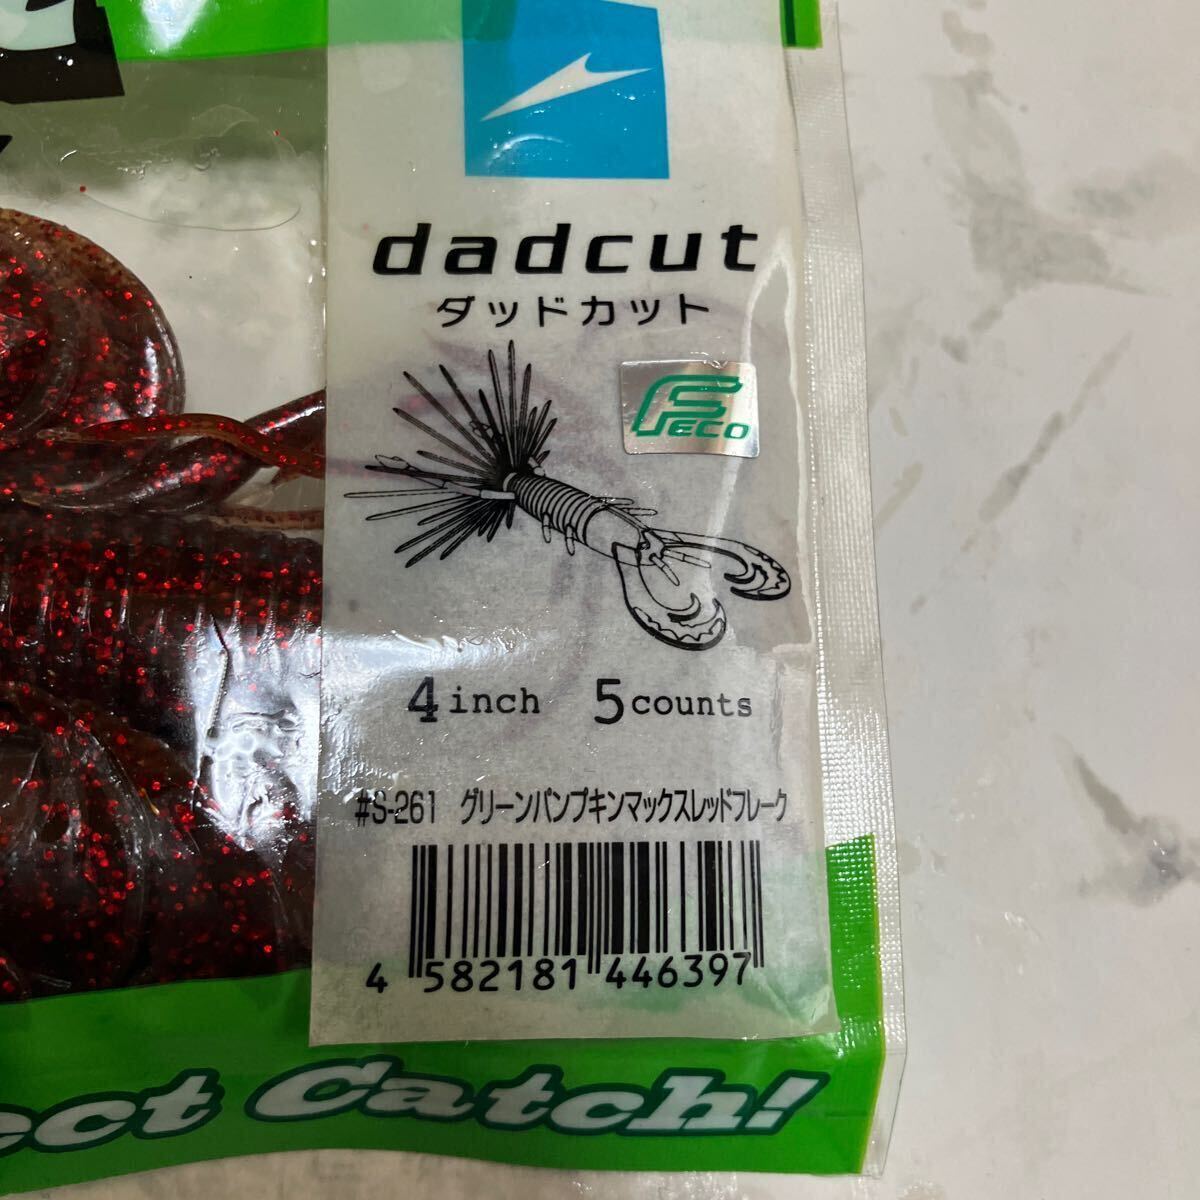 dadcut
ダッドカット
FECO
4inch 5counts
#S-261 グリーンパンプキンマックスレッドフレーク
4 582181 446397
Catch!